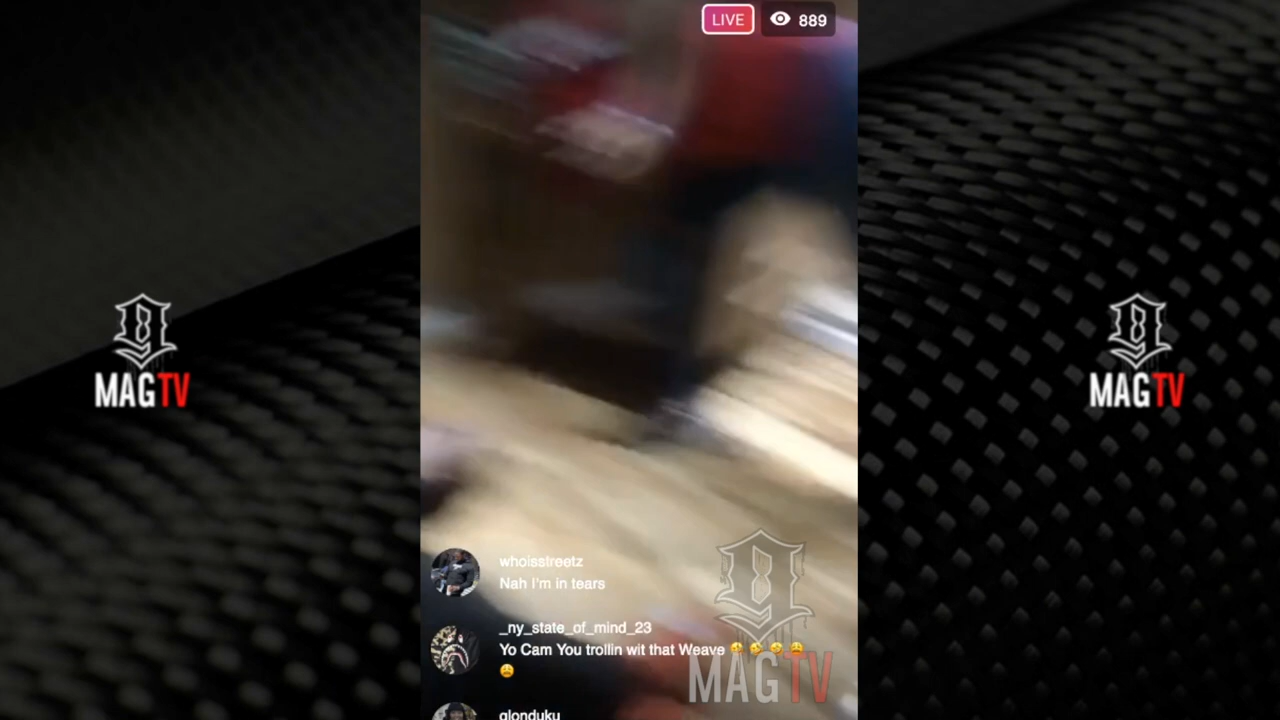 LIVE 889
MAGTV
MAGTV
whoisstreetz
Nah I'm in tears
_ny_state_of_mind_23
Yo Cam You trollin wit that Weave 🤣 🤣 🤣 😩
😩
MAGTV
glonduku